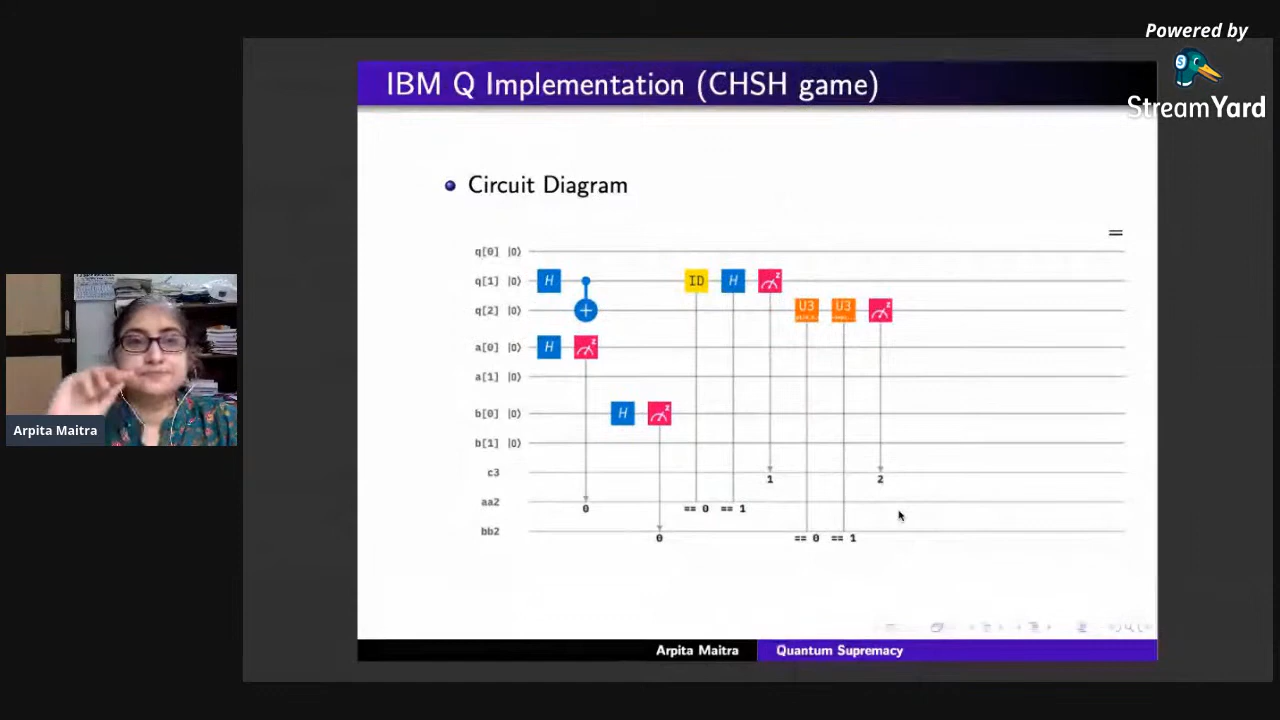 Powered by
StreamYard
IBM Q Implementation (CHSH game)
Circuit Diagram
q[0] |0⟩
q[1] |0⟩ H ID H z
q[2] |0⟩ + U3 U3 z
a[0] |0⟩ H z
a[1] |0⟩
b[0] |0⟩ H z
b[1] |0⟩
c3 1 2
aa2 0 == 0 == 1
bb2 0 == 0 == 1
Arpita Maitra
Arpita Maitra Quantum Supremacy